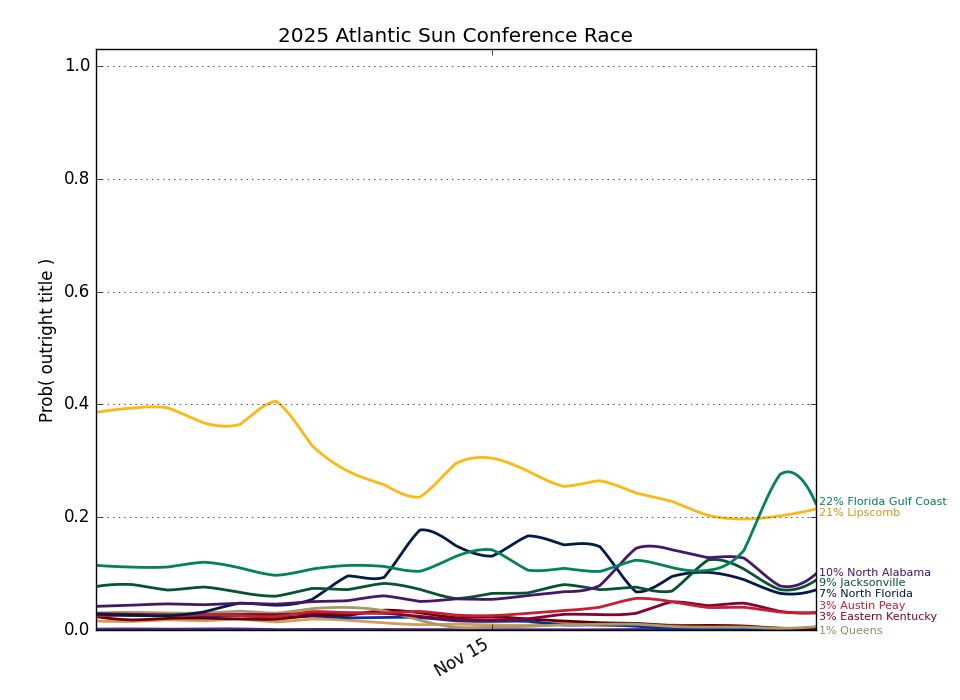 2025 Atlantic Sun Conference Race
Prob( outright title )
1.0
0.8
0.6
0.4
0.2
0.0
Nov 15
22% Florida Gulf Coast
21% Lipscomb
10% North Alabama
9% Jacksonville
7% North Florida
3% Austin Peay
3% Eastern Kentucky
1% Queens